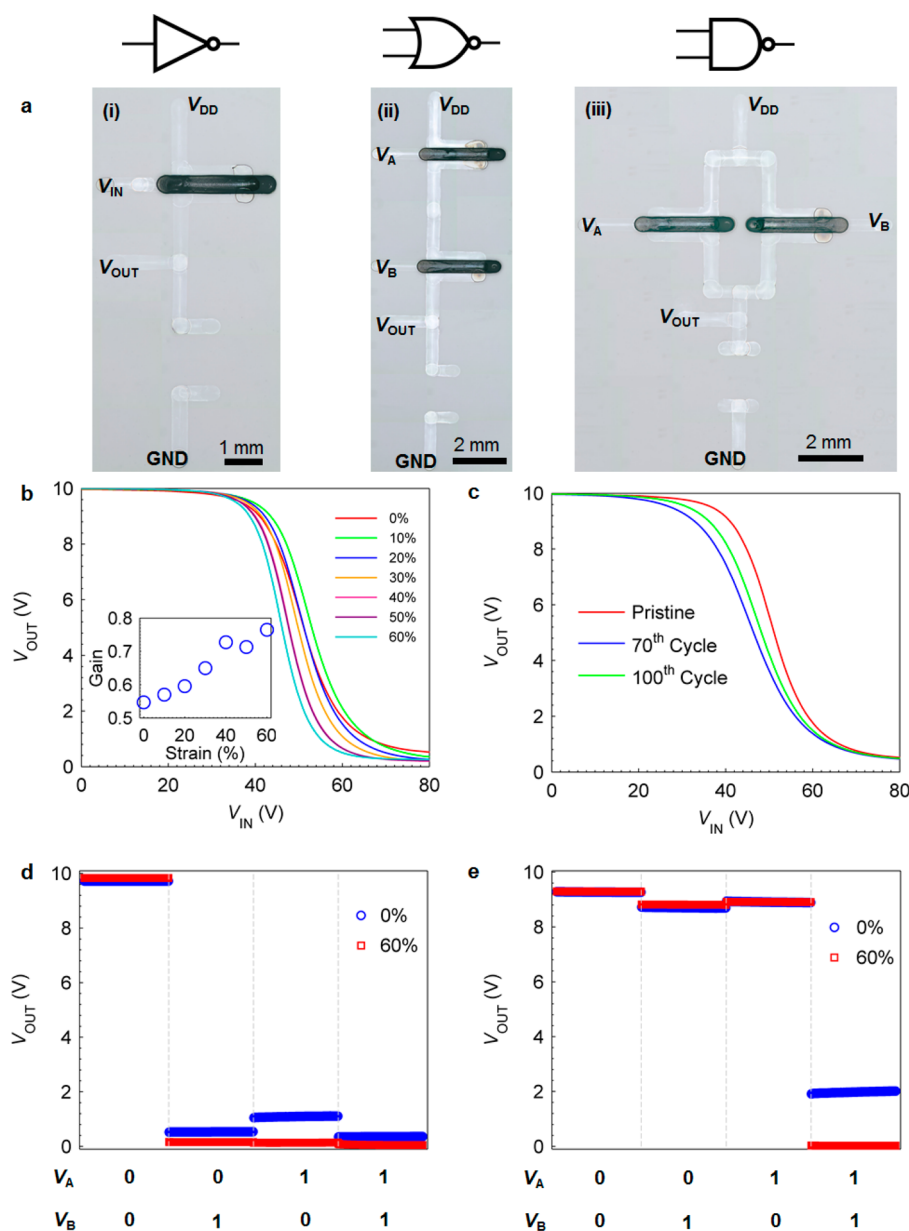 a
(i)
VDD
VIN
VOUT
GND
1 mm
(ii)
VA
VB
VOUT
GND
2 mm
(iii)
VDD
VA
VB
VOUT
GND
2 mm
b
10
8
6
4
2
0
VOUT (V)
0%
10%
20%
30%
40%
50%
60%
0.8
0.7
0.6
0.5
Gain
0 20 40 60
Strain (%)
0 20 40 60 80
VIN (V)
c
10
8
6
4
2
0
VOUT (V)
Pristine
70th Cycle
100th Cycle
0 20 40 60 80
VIN (V)
d
10
8
6
4
2
0
VOUT (V)
0%
60%
VA 0 0 1 1
VB 0 1 0 1
e
10
8
6
4
2
0
VOUT (V)
0%
60%
VA 0 0 1 1
VB 0 1 0 1